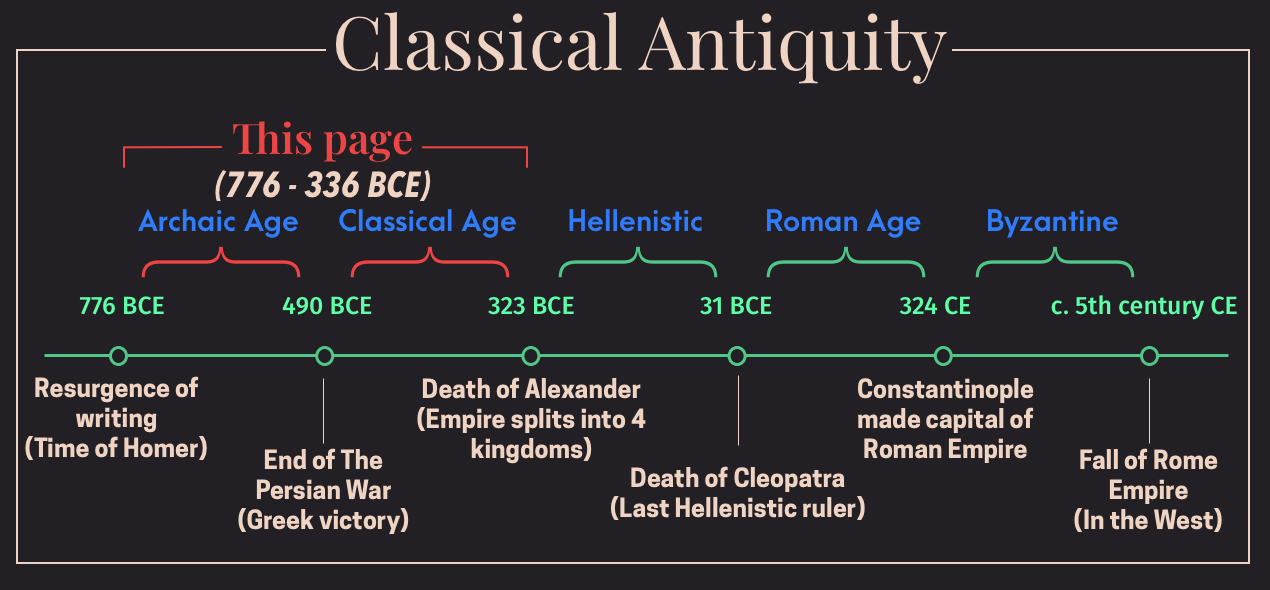 Classical Antiquity
This page
(776 - 336 BCE)
Archaic Age
Classical Age
Hellenistic
Roman Age
Byzantine
776 BCE
490 BCE
323 BCE
31 BCE
324 CE
c. 5th century CE
Resurgence of
writing
(Time of Homer)
End of The
Persian War
(Greek victory)
Death of Alexander
(Empire splits into 4
kingdoms)
Death of Cleopatra
(Last Hellenistic ruler)
Constantinople
made capital of
Roman Empire
Fall of Rome
Empire
(In the West)